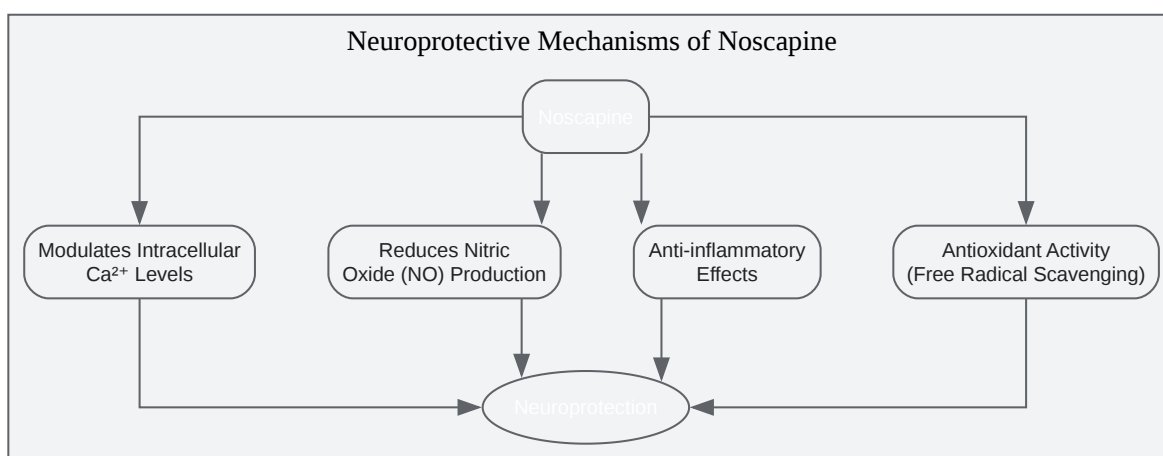 Neuroprotective Mechanisms of Noscapine
Noscapine
Modulates Intracellular
Ca²⁺ Levels
Reduces Nitric
Oxide (NO) Production
Anti-inflammatory
Effects
Antioxidant Activity
(Free Radical Scavenging)
Neuroprotection